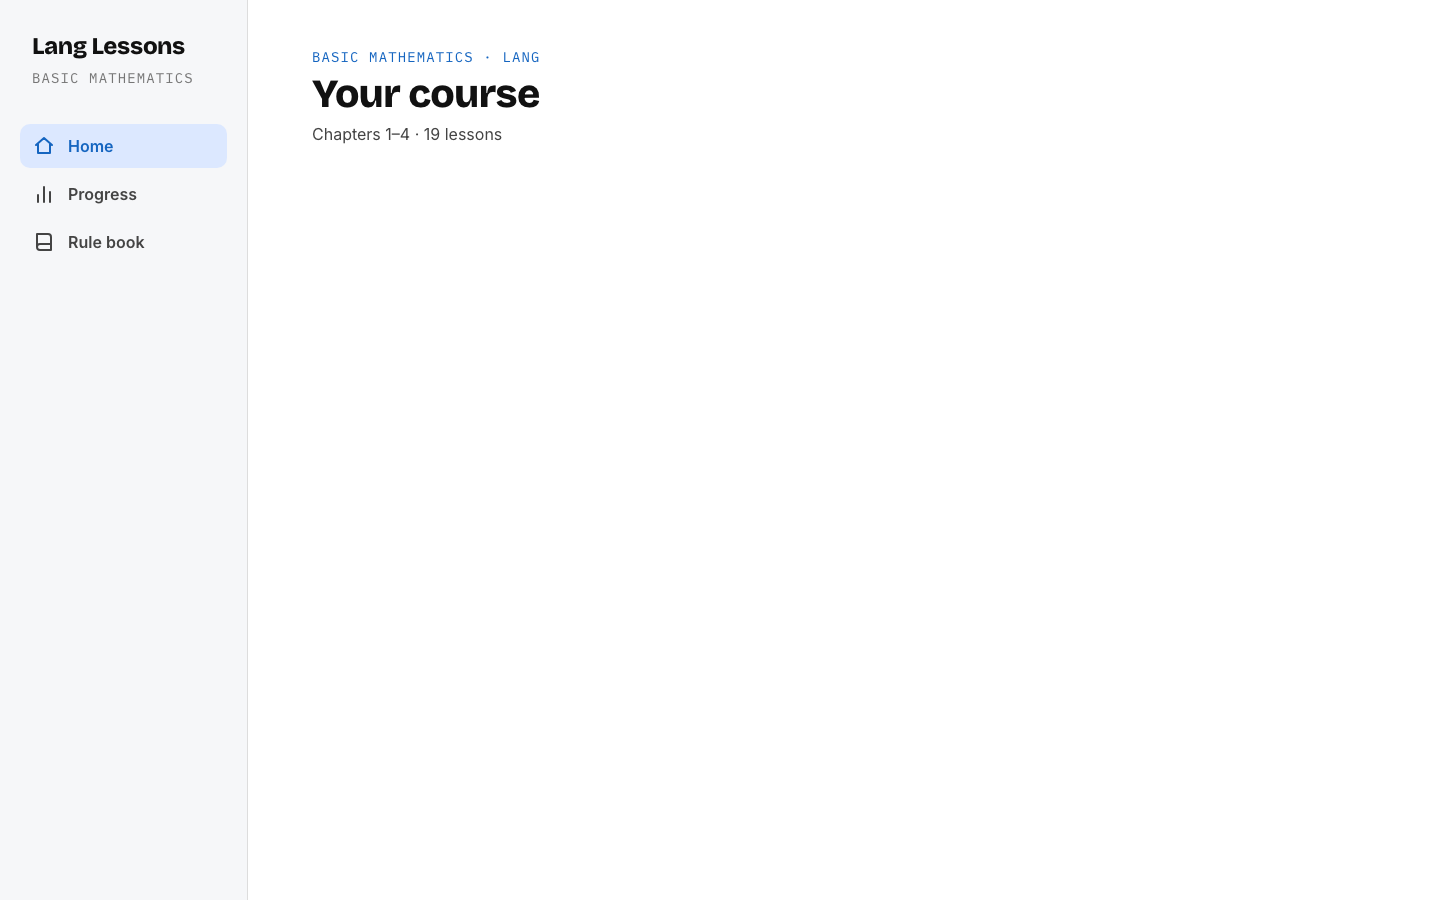 Lang Lessons
BASIC MATHEMATICS
Home
Progress
Rule book
BASIC MATHEMATICS · LANG
Your course
Chapters 1–4 · 19 lessons